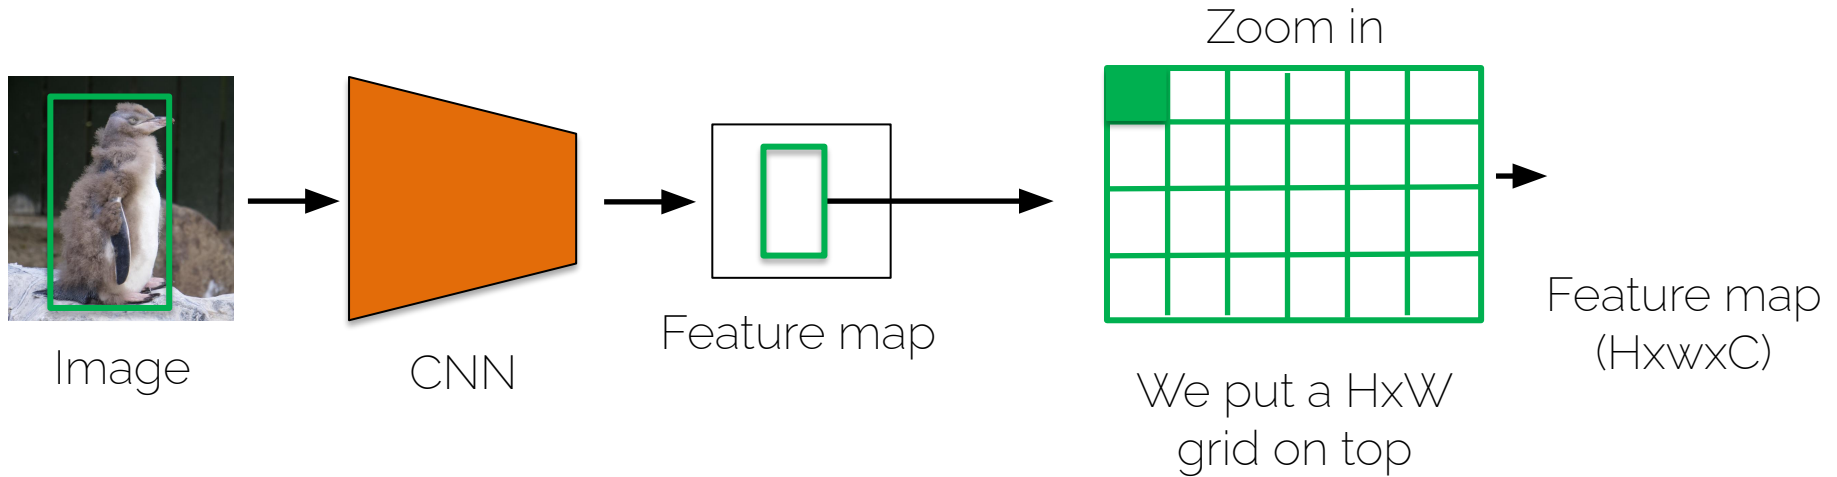 Zoom in
Image
CNN
Feature map
We put a HxW
grid on top
Feature map
(HxwxC)